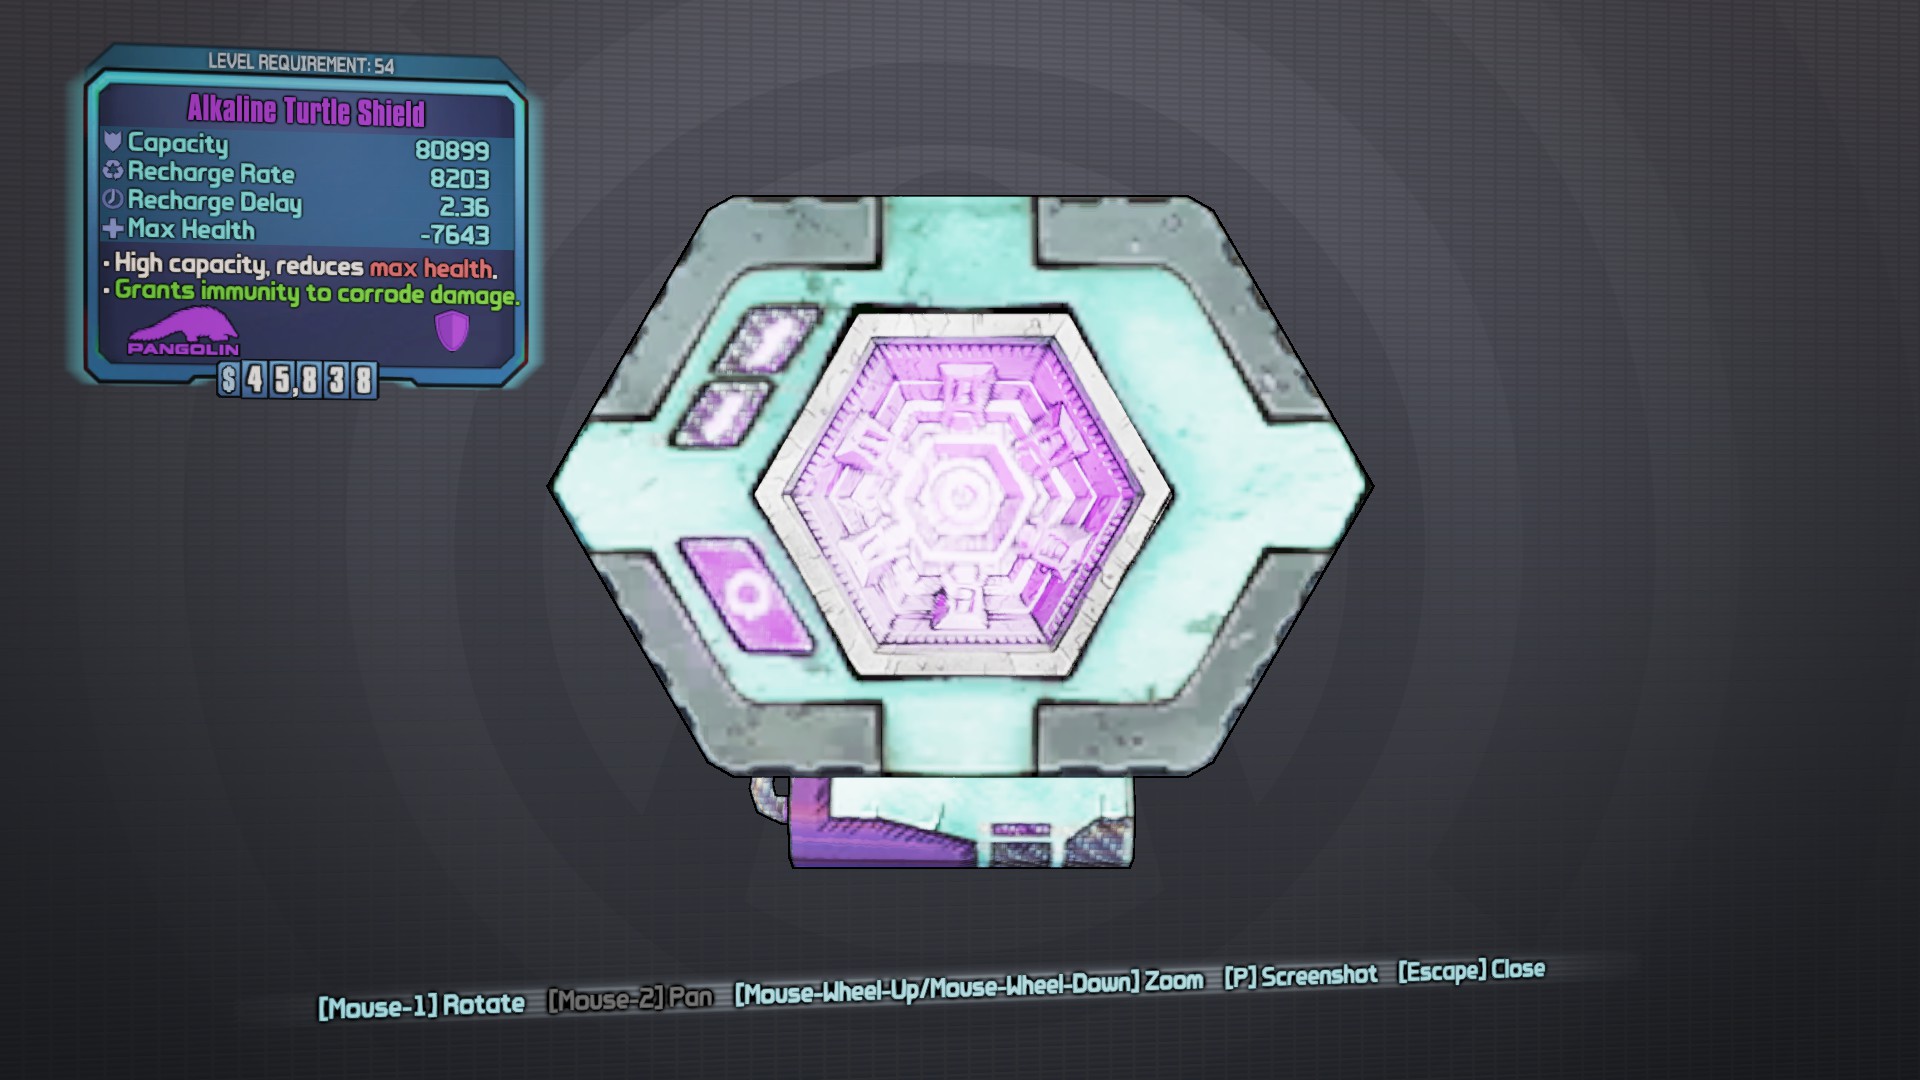 LEVEL REQUIREMENT: 54
Alkaline Turtle Shield
Capacity 80899
Recharge Rate 8203
Recharge Delay 2.36
Max Health -7643
• High capacity, reduces max health.
• Grants immunity to corrode damage.
PANGOLIN
$45,838
[Mouse-1] Rotate [Mouse-2] Pan [Mouse-Wheel-Up/Mouse-Wheel-Down] Zoom [P] Screenshot [Escape] Close